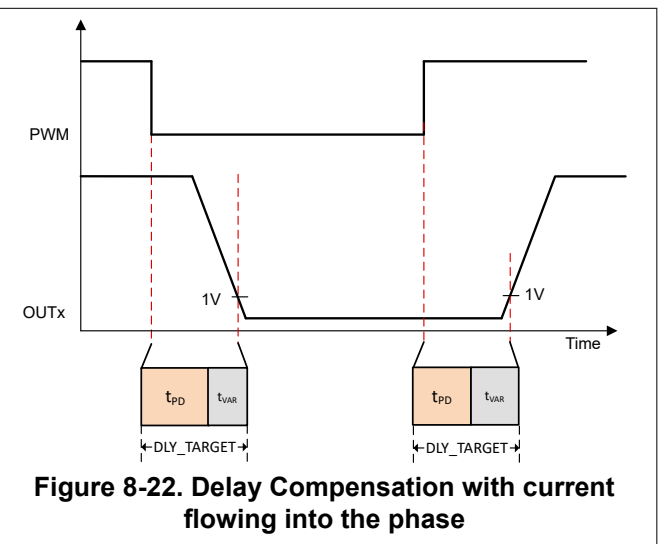 PWM
1V
1V
OUTx
Time
tPD
tVAR
tPD
tVAR
DLY_TARGET
DLY_TARGET
Figure 8-22. Delay Compensation with current
flowing into the phase